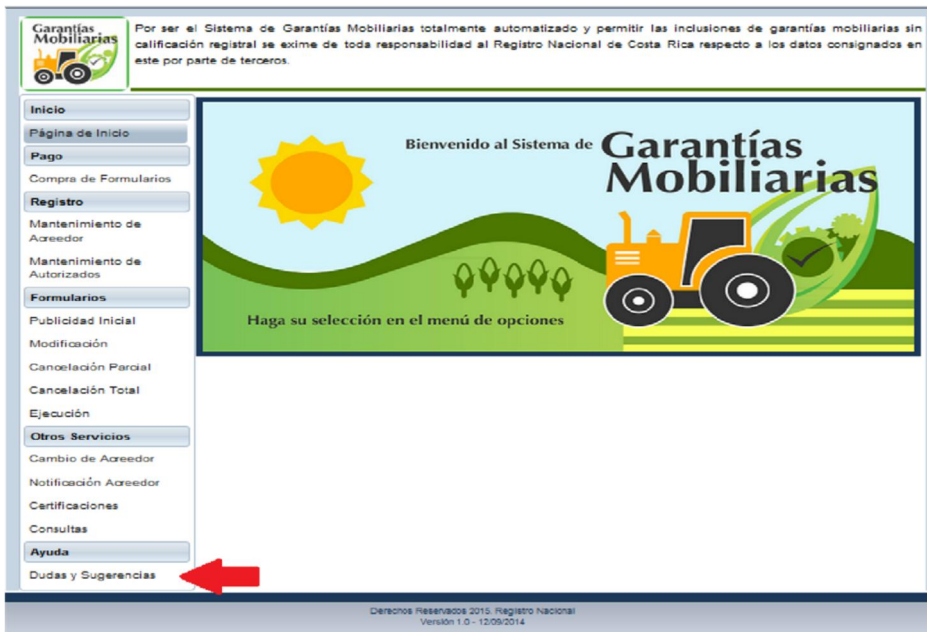 Garantías
Mobiliarias
Por ser el Sistema de Garantías Mobiliarias totalmente automatizado y permitir las inclusiones de garantías mobiliarias sin
calificación registral se exime de toda responsabilidad al Registro Nacional de Costa Rica respecto a los datos consignados en
este por parte de terceros.
Inicio
Página de Inicio
Pago
Compra de Formularios
Registro
Mantenimiento de
Acreedor
Mantenimiento de
Autorizados
Formularios
Publicidad Inicial
Modificación
Cancelación Parcial
Cancelación Total
Ejecución
Otros Servicios
Cambio de Acreedor
Notificación Acreedor
Certificaciones
Consultas
Ayuda
Dudas y Sugerencias
Bienvenido al Sistema de Garantías
Mobiliarias
Haga su selección en el menú de opciones
Derechos Reservados 2015. Registro Nacional
Versión 1.0 - 12/09/2014